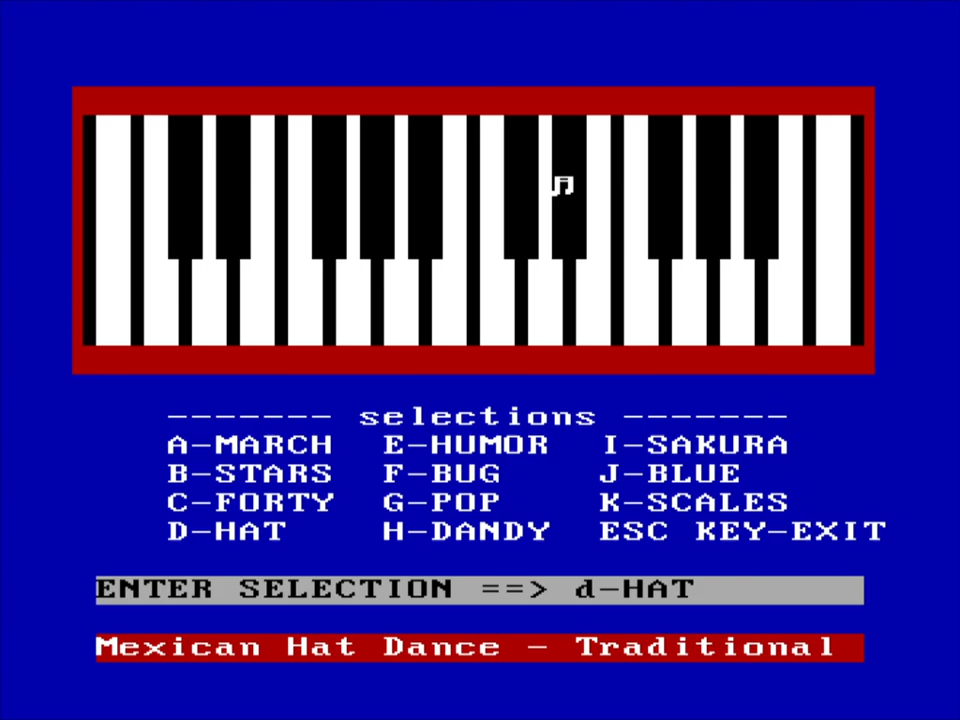 ------- selections -------
A-MARCH E-HUMOR I-SAKURA
B-STARS F-BUG J-BLUE
C-FORTY G-POP K-SCALES
D-HAT H-DANDY ESC KEY-EXIT
ENTER SELECTION ==> d-HAT
Mexican Hat Dance - Traditional